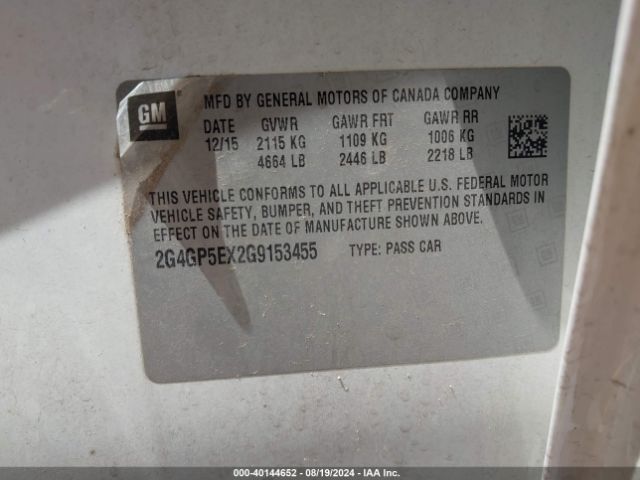 GM
MFD BY GENERAL MOTORS OF CANADA COMPANY
DATE GVWR GAWR FRT GAWR RR
12/15 2115 KG 1109 KG 1006 KG
4664 LB 2446 LB 2218 LB
THIS VEHICLE CONFORMS TO ALL APPLICABLE U.S. FEDERAL MOTOR
VEHICLE SAFETY, BUMPER, AND THEFT PREVENTION STANDARDS IN
EFFECT ON THE DATE OF MANUFACTURE SHOWN ABOVE.
2G4GP5EX2G9153455 TYPE: PASS CAR
000-40144652 - 08/19/2024 - IAA Inc.